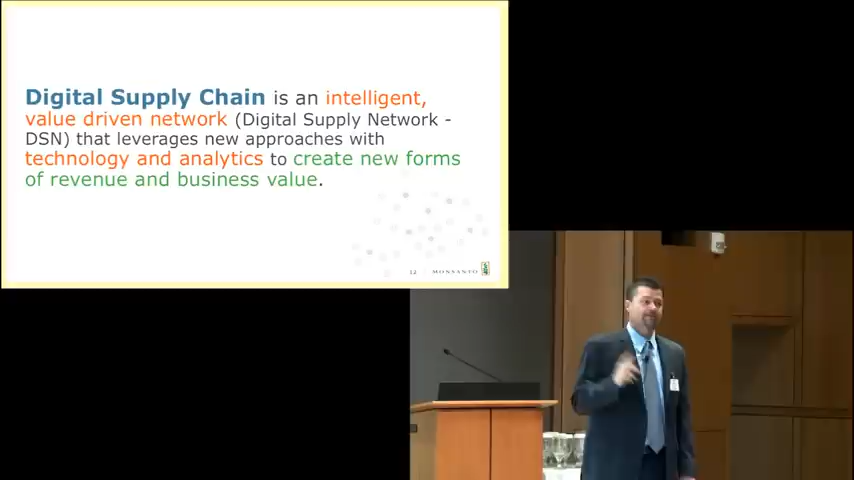 Digital Supply Chain is an intelligent,
value driven network (Digital Supply Network -
DSN) that leverages new approaches with
technology and analytics to create new forms
of revenue and business value.
12 MONSANTO